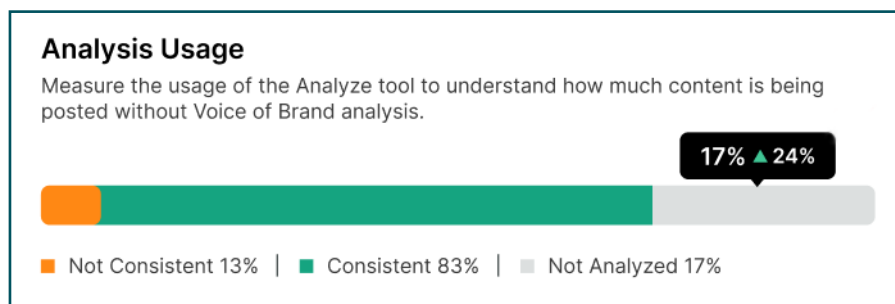 Analysis Usage
Measure the usage of the Analyze tool to understand how much content is being
posted without Voice of Brand analysis.
17% ▲ 24%
Not Consistent 13% | Consistent 83% | Not Analyzed 17%